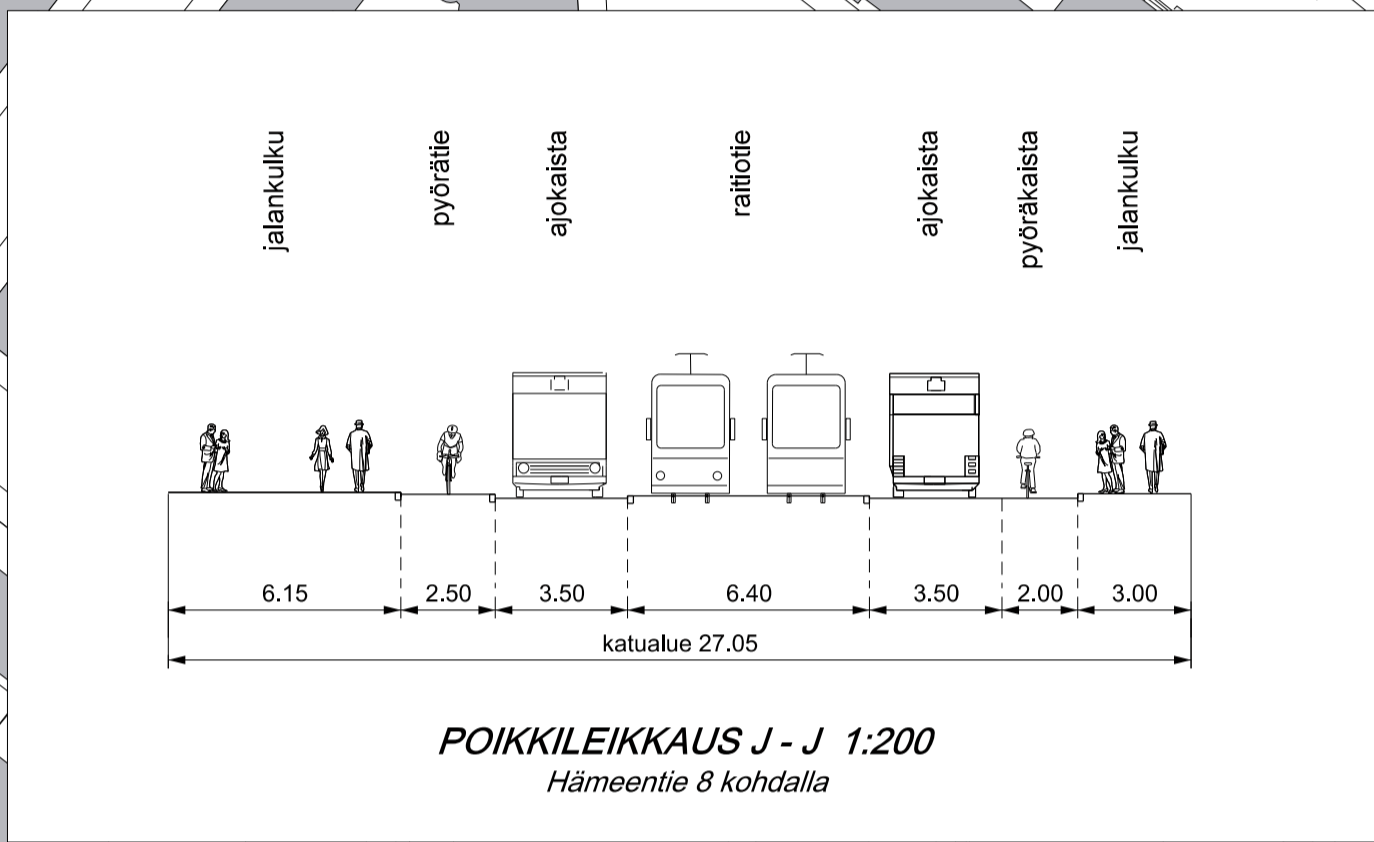 jalankulku
pyörätie
ajokaista
raitiotie
ajokaista
pyöräkaista
jalankulku
6.15 2.50 3.50 6.40 3.50 2.00 3.00
katualue 27.05
POIKKILEIKKAUS J - J 1:200
Hämeentie 8 kohdalla